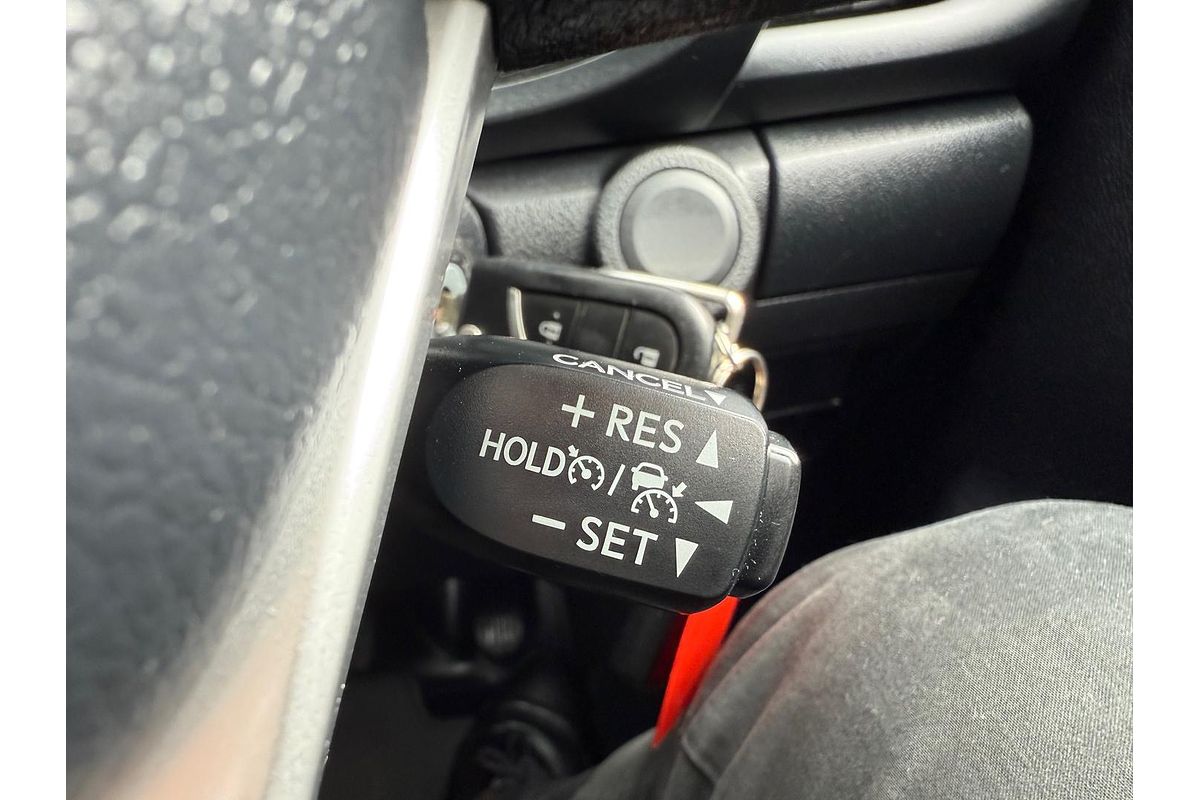 CANCEL
+ RES
HOLD /
- SET